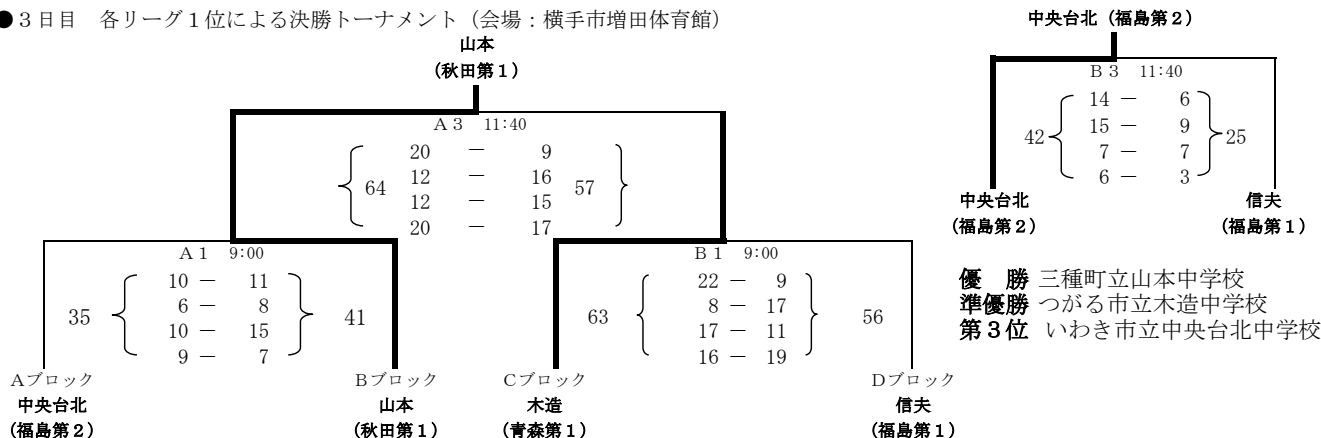 ●３日目　各リーグ１位による決勝トーナメント（会場：横手市増田体育館）
山本
(秋田第１)
Ａ３　11:40
64
20 － 9
12 － 16
12 － 15
20 － 17
57
Ａ１　9:00
35
10 － 11
6 － 8
10 － 15
9 － 7
41
Ｂ１　9:00
63
22 － 9
8 － 17
17 － 11
16 － 19
56
Ａブロック
中央台北
(福島第２)
Ｂブロック
山本
(秋田第１)
Ｃブロック
木造
(青森第１)
Ｄブロック
信夫
(福島第１)
中央台北（福島第２）
Ｂ３　11:40
42
14 － 6
15 － 9
7 － 7
6 － 3
25
中央台北
(福島第２)
信夫
(福島第１)
優　勝 三種町立山本中学校
準優勝 つがる市立木造中学校
第３位 いわき市立中央台北中学校